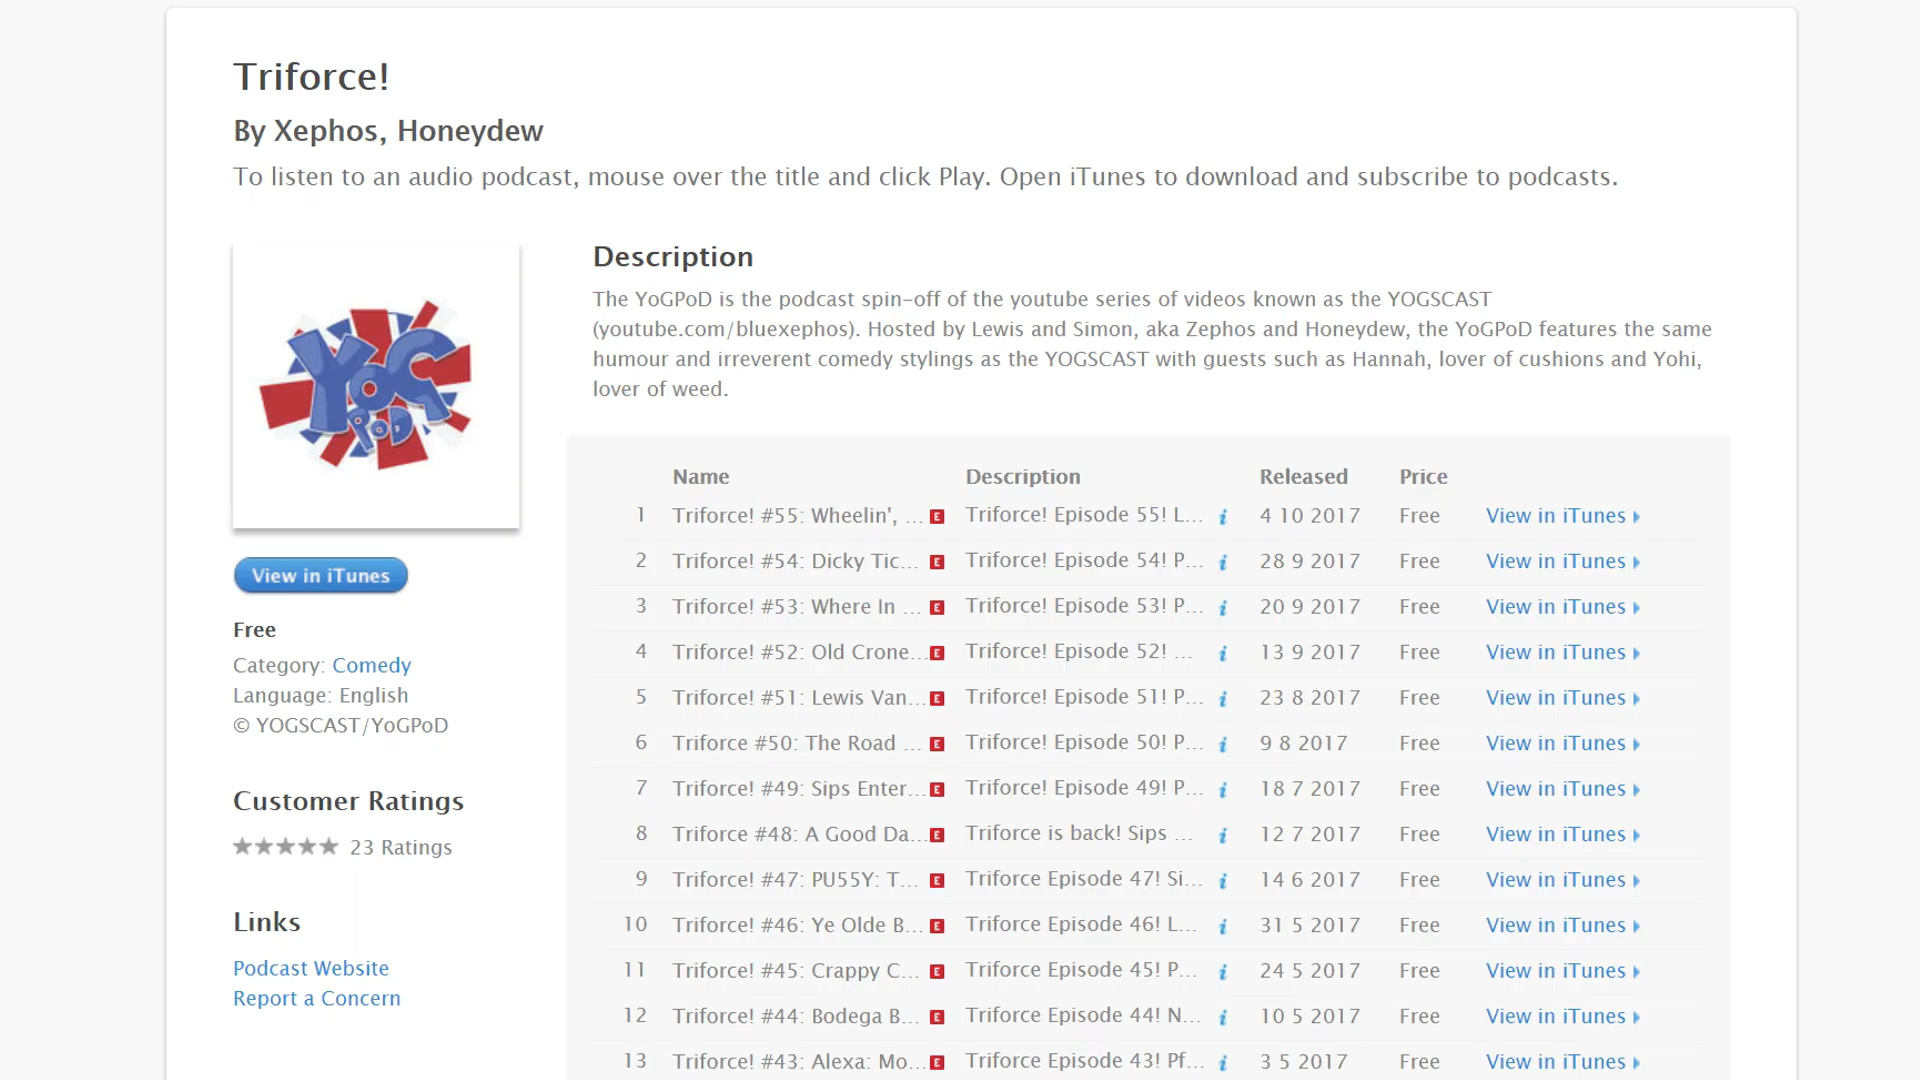 Triforce!
By Xephos, Honeydew
To listen to an audio podcast, mouse over the title and click Play. Open iTunes to download and subscribe to podcasts.
YoG
PoD
View in iTunes
Free
Category: Comedy
Language: English
© YOGSCAST/YoGPoD
Customer Ratings
23 Ratings
Links
Podcast Website
Report a Concern
Description
The YoGPoD is the podcast spin-off of the youtube series of videos known as the YOGSCAST
(youtube.com/bluexephos). Hosted by Lewis and Simon, aka Zephos and Honeydew, the YoGPoD features the same
humour and irreverent comedy stylings as the YOGSCAST with guests such as Hannah, lover of cushions and Yohi,
lover of weed.
Name Description Released Price
1 Triforce! #55: Wheelin', ... E Triforce! Episode 55! L... i 4 10 2017 Free View in iTunes
2 Triforce! #54: Dicky Tic... E Triforce! Episode 54! P... i 28 9 2017 Free View in iTunes
3 Triforce! #53: Where In ... E Triforce! Episode 53! P... i 20 9 2017 Free View in iTunes
4 Triforce! #52: Old Crone... E Triforce! Episode 52! ... i 13 9 2017 Free View in iTunes
5 Triforce! #51: Lewis Van... E Triforce! Episode 51! P... i 23 8 2017 Free View in iTunes
6 Triforce #50: The Road ... E Triforce! Episode 50! P... i 9 8 2017 Free View in iTunes
7 Triforce! #49: Sips Enter... E Triforce! Episode 49! P... i 18 7 2017 Free View in iTunes
8 Triforce #48: A Good Da... E Triforce is back! Sips ... i 12 7 2017 Free View in iTunes
9 Triforce! #47: PU55Y: T... E Triforce Episode 47! Si... i 14 6 2017 Free View in iTunes
10 Triforce! #46: Ye Olde B... E Triforce Episode 46! L... i 31 5 2017 Free View in iTunes
11 Triforce! #45: Crappy C... E Triforce Episode 45! P... i 24 5 2017 Free View in iTunes
12 Triforce! #44: Bodega B... E Triforce Episode 44! N... i 10 5 2017 Free View in iTunes
13 Triforce! #43: Alexa: Mo... E Triforce Episode 43! Pf... i 3 5 2017 Free View in iTunes